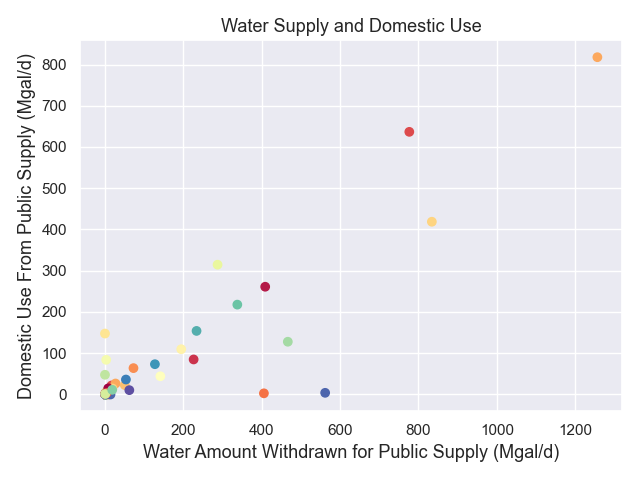 Water Supply and Domestic Use
Domestic Use From Public Supply (Mgal/d)
800
700
600
500
400
300
200
100
0
0 200 400 600 800 1000 1200
Water Amount Withdrawn for Public Supply (Mgal/d)